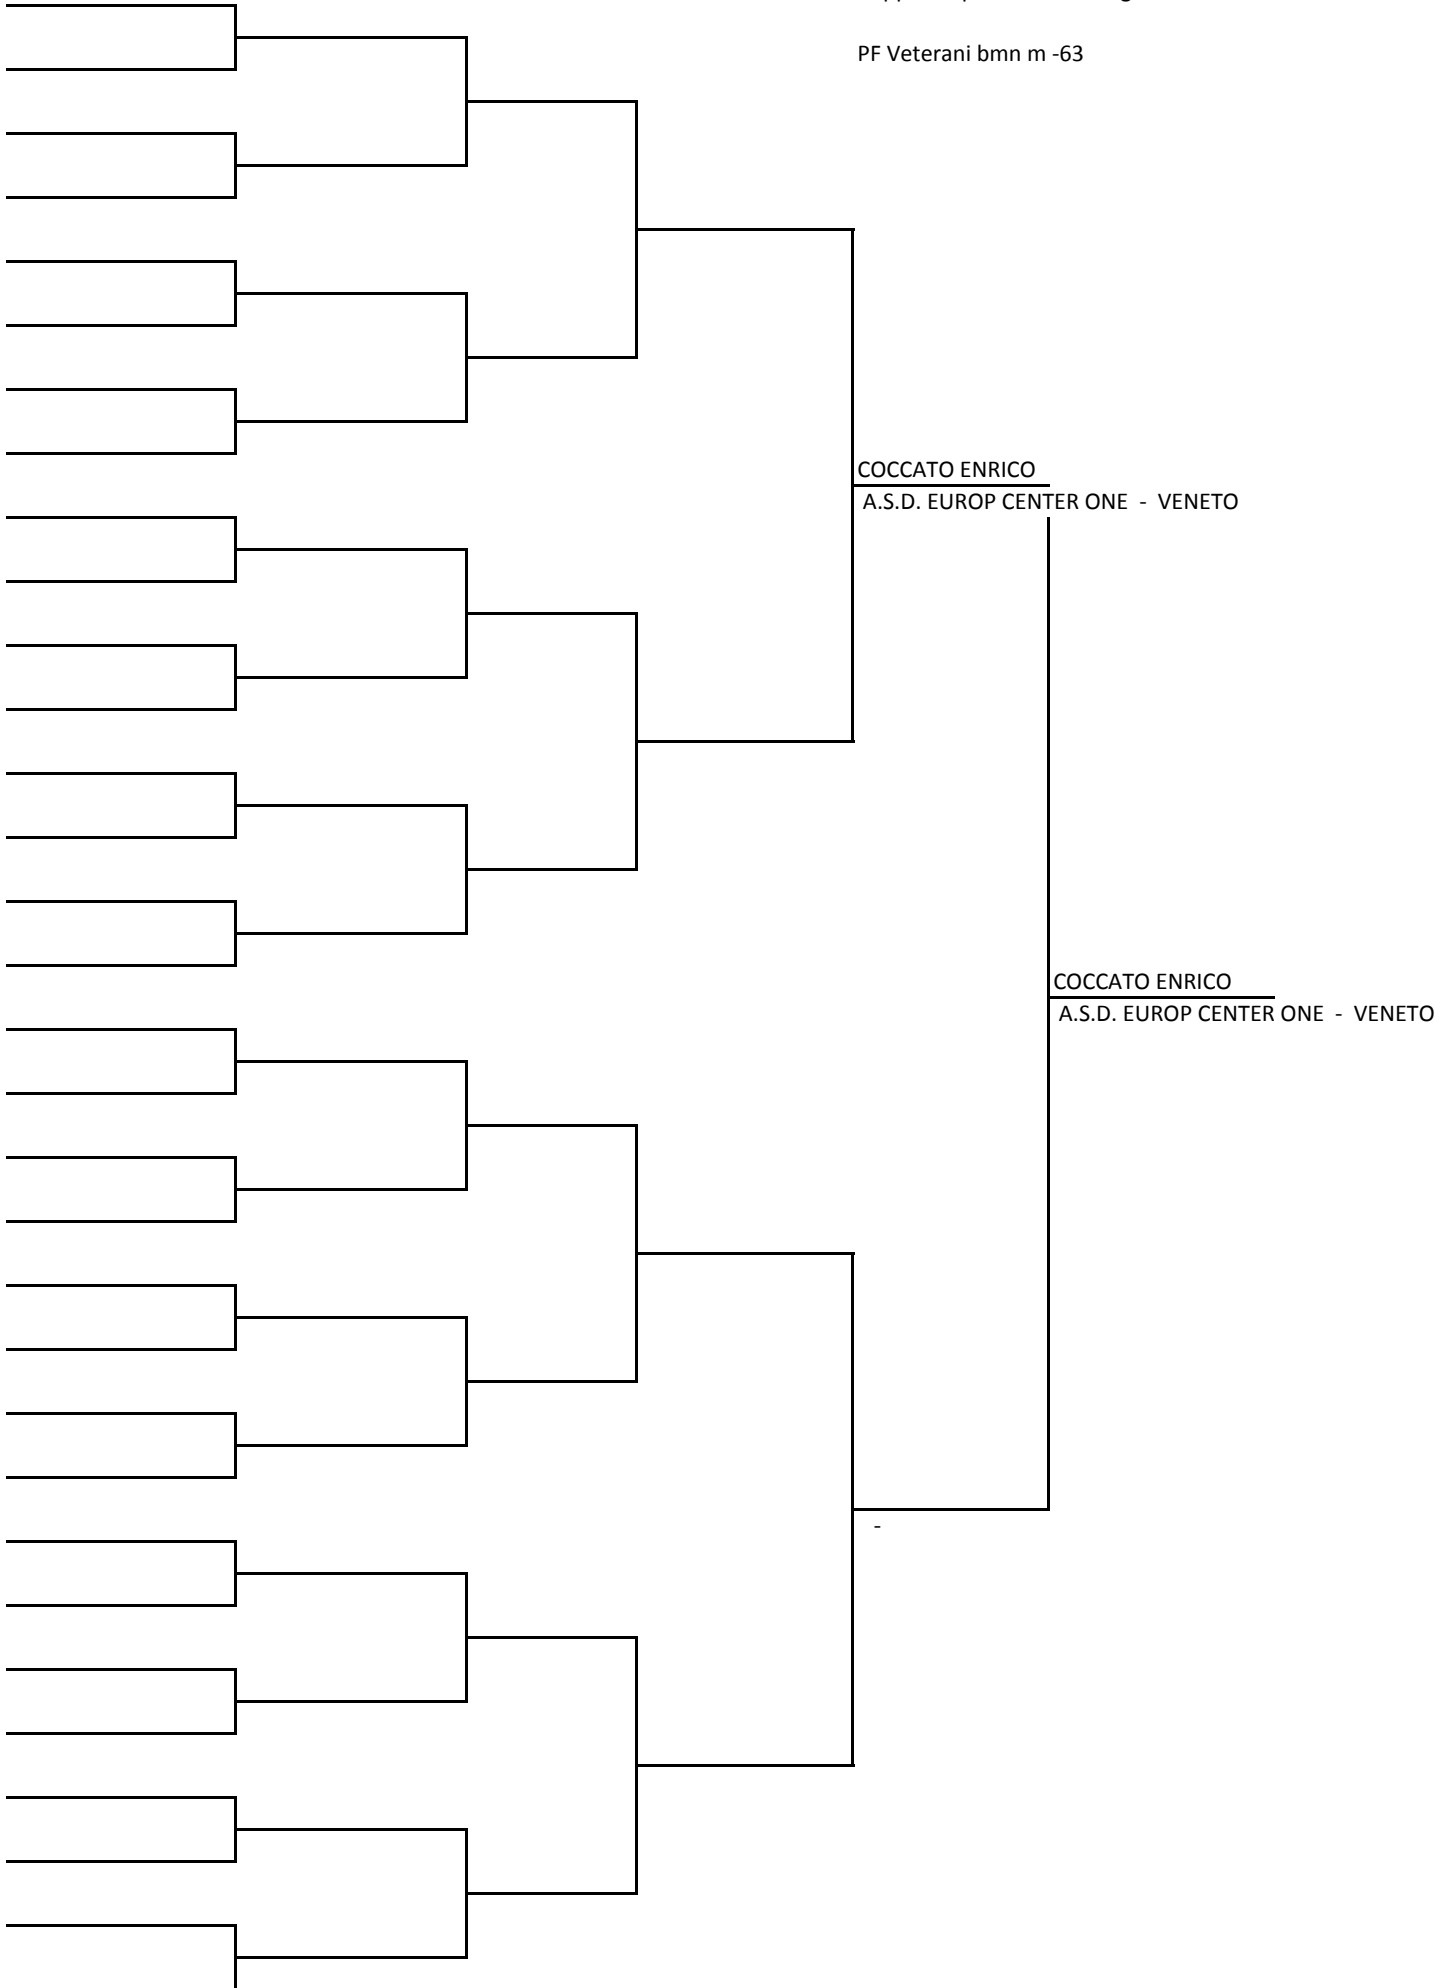 PF Veterani bmn m -63
COCCATO ENRICO
A.S.D. EUROP CENTER ONE - VENETO
COCCATO ENRICO
A.S.D. EUROP CENTER ONE - VENETO
-